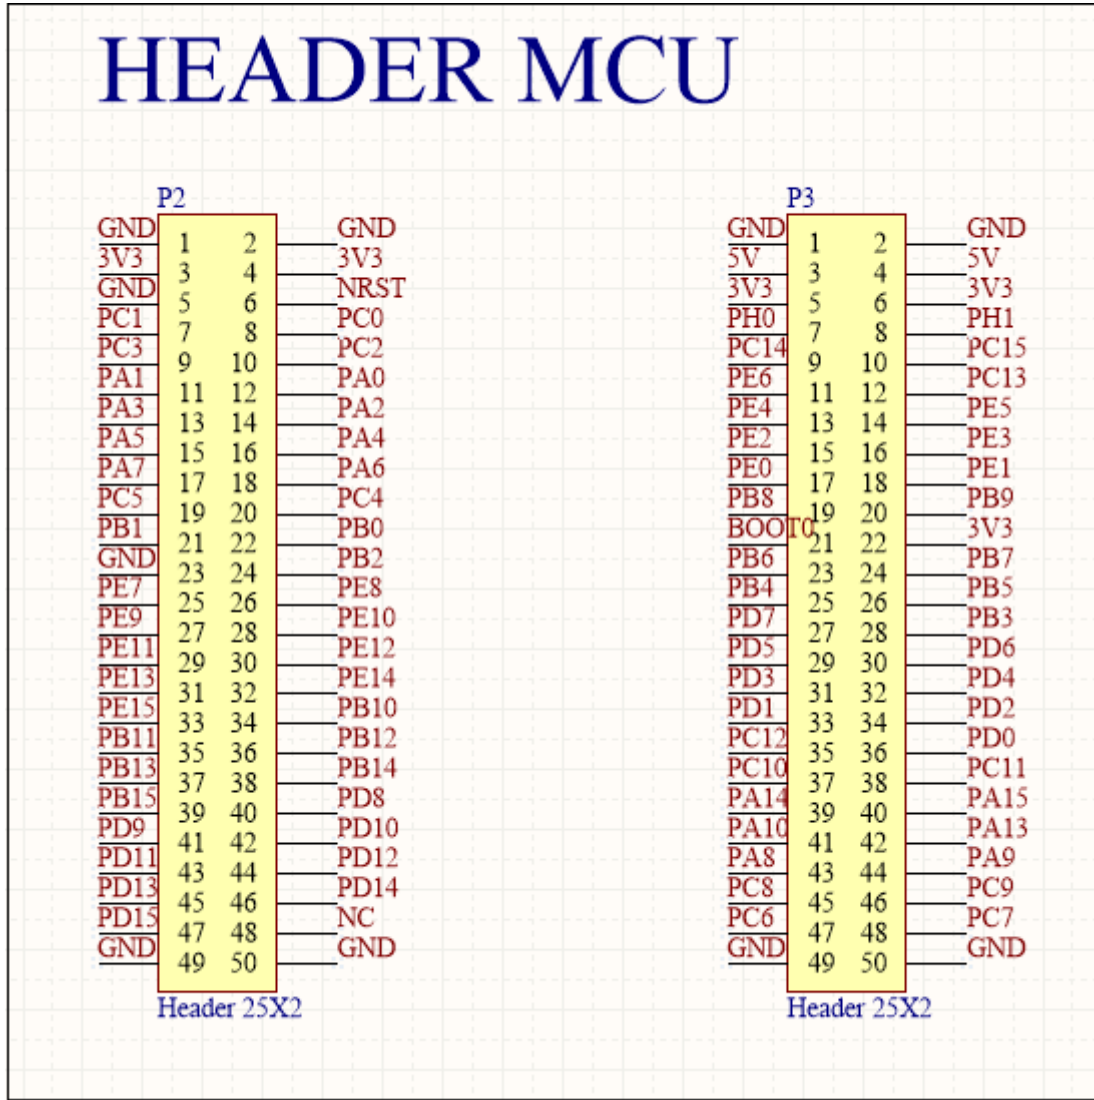 HEADER MCU
P2 P3
GND GND GND GND
1 2 1 2
3V3 3V3 5V 5V
3 4 3 4
GND NRST 3V3 3V3
5 6 5 6
PC1 PC0 PH0 PH1
7 8 7 8
PC3 PC2 PC14 PC15
9 10 9 10
PA1 PA0 PE6 PC13
11 12 11 12
PA3 PA2 PE4 PE5
13 14 13 14
PA5 PA4 PE2 PE3
15 16 15 16
PA7 PA6 PE0 PE1
17 18 17 18
PC5 PC4 PB8 PB9
19 20 19 20
PB1 PB0 BOOT0 3V3
21 22 21 22
GND PB2 PB6 PB7
23 24 23 24
PE7 PE8 PB4 PB5
25 26 25 26
PE9 PE10 PD7 PB3
27 28 27 28
PE11 PE12 PD5 PD6
29 30 29 30
PE13 PE14 PD3 PD4
31 32 31 32
PE15 PB10 PD1 PD2
33 34 33 34
PB11 PB12 PC12 PD0
35 36 35 36
PB13 PB14 PC10 PC11
37 38 37 38
PB15 PD8 PA14 PA15
39 40 39 40
PD9 PD10 PA10 PA13
41 42 41 42
PD11 PD12 PA8 PA9
43 44 43 44
PD13 PD14 PC8 PC9
45 46 45 46
PD15 NC PC6 PC7
47 48 47 48
GND GND GND GND
49 50 49 50
Header 25X2 Header 25X2